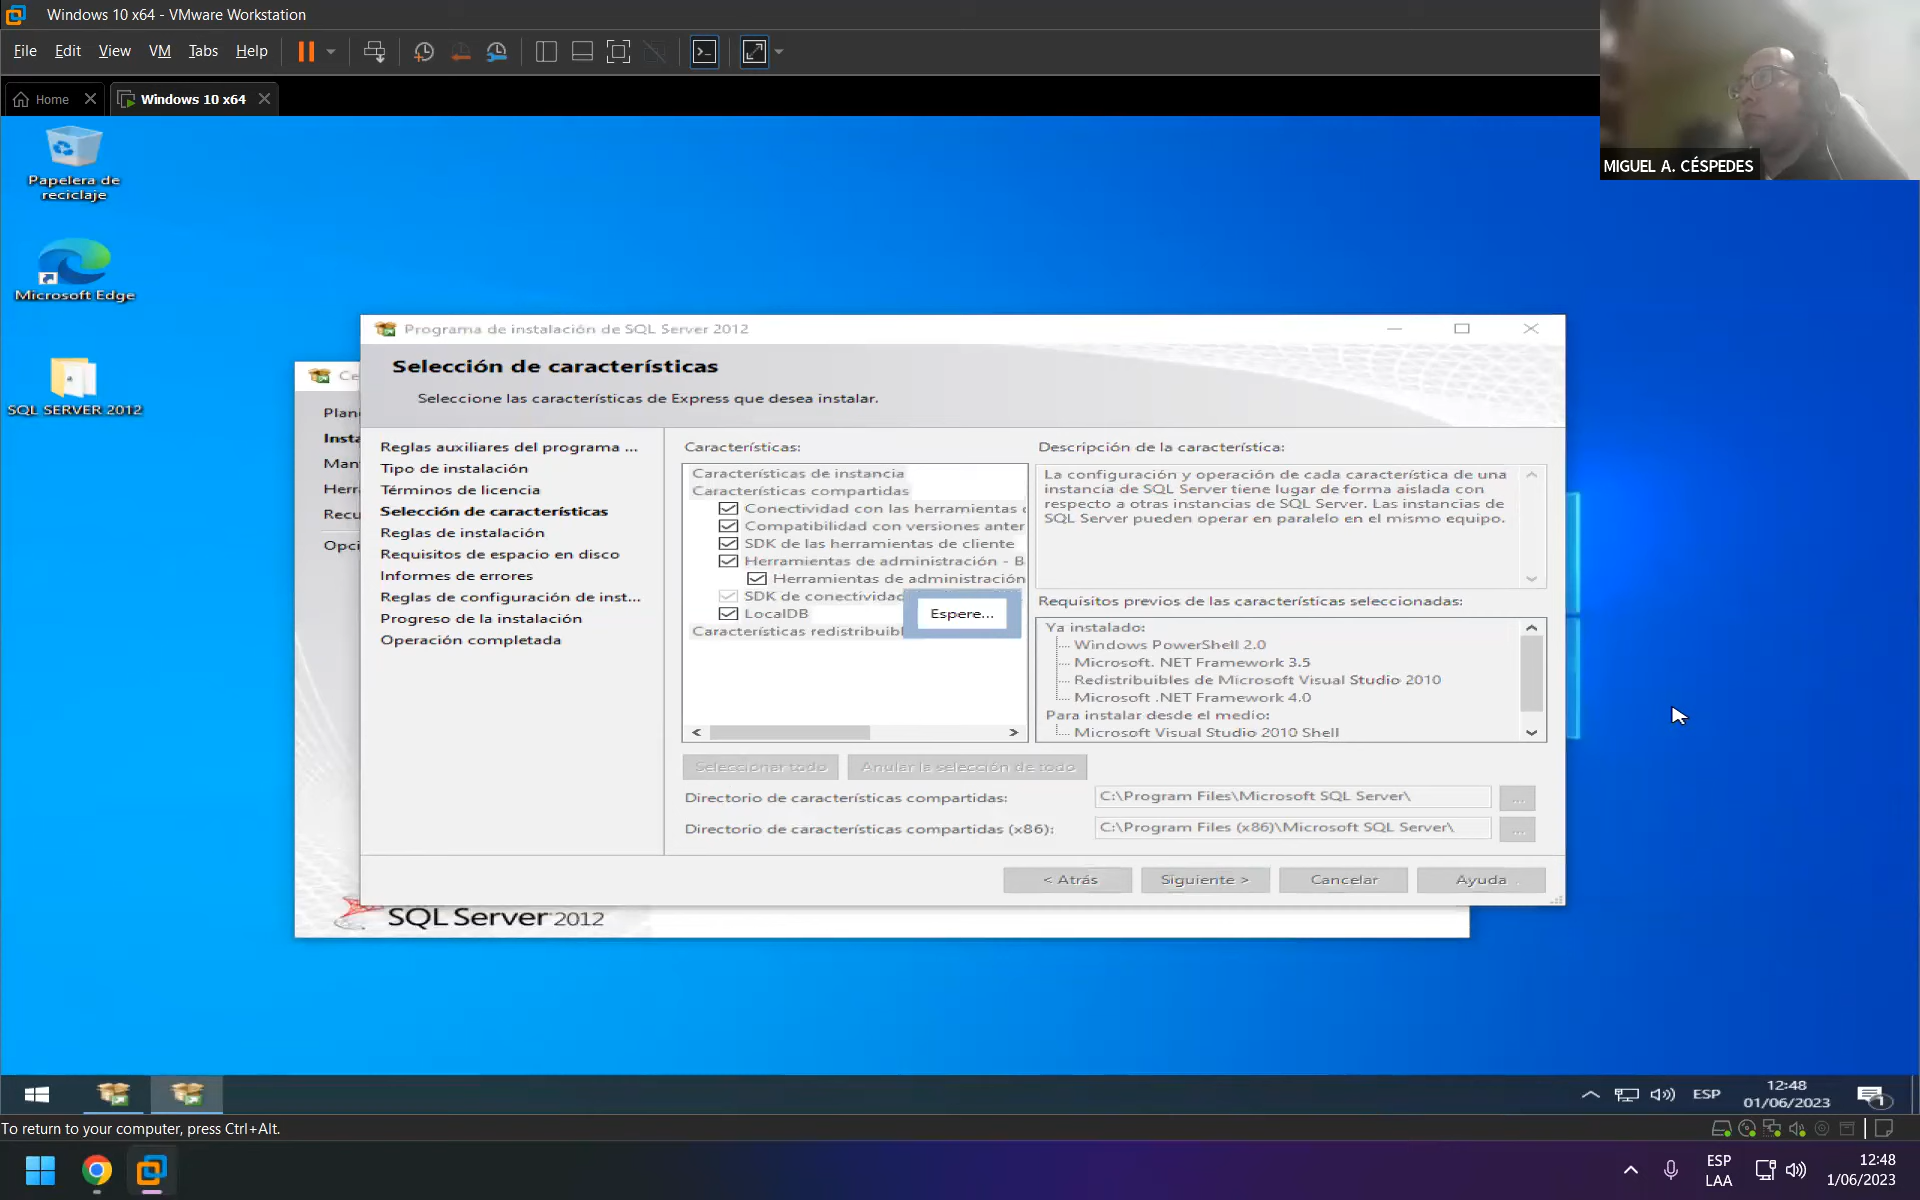 Windows 10 x64 - VMware Workstation
File Edit View VM Tabs Help
Home
Windows 10 x64
MIGUEL A. CÉSPEDES
Papelera de
reciclaje
Microsoft Edge
SQL SERVER 2012
Programa de instalación de SQL Server 2012
Selección de características
Seleccione las características de Express que desea instalar.
Ce
Plan
Insta
Man
Herr
Recu
Opci
Reglas auxiliares del programa ...
Tipo de instalación
Términos de licencia
Selección de características
Reglas de instalación
Requisitos de espacio en disco
Informes de errores
Reglas de configuración de inst...
Progreso de la instalación
Operación completada
Características:
Características de instancia
Características compartidas
Conectividad con las herramientas
Compatibilidad con versiones anter
SDK de las herramientas de cliente
Herramientas de administración - B
Herramientas de administración
SDK de conectividad
LocalDB
Características redistribuibl
Espere...
Descripción de la característica:
La configuración y operación de cada característica de una
instancia de SQL Server tiene lugar de forma aislada con
respecto a otras instancias de SQL Server. Las instancias de
SQL Server pueden operar en paralelo en el mismo equipo.
Requisitos previos de las características seleccionadas:
Ya instalado:
Windows PowerShell 2.0
Microsoft. NET Framework 3.5
Redistribuibles de Microsoft Visual Studio 2010
Microsoft .NET Framework 4.0
Para instalar desde el medio:
Microsoft Visual Studio 2010 Shell
Seleccionar todo
Anular la selección de todo
Directorio de características compartidas:
C:\Program Files\Microsoft SQL Server\
...
Directorio de características compartidas (x86):
C:\Program Files (x86)\Microsoft SQL Server\
...
< Atrás
Siguiente >
Cancelar
Ayuda
SQL Server 2012
ESP
12:48
01/06/2023
1
To return to your computer, press Ctrl+Alt.
ESP
LAA
12:48
1/06/2023